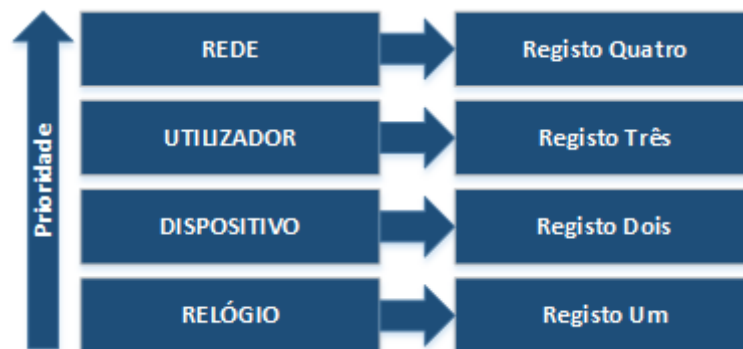 Prioridade
REDE
Registo Quatro
UTILIZADOR
Registo Três
DISPOSITIVO
Registo Dois
RELÓGIO
Registo Um